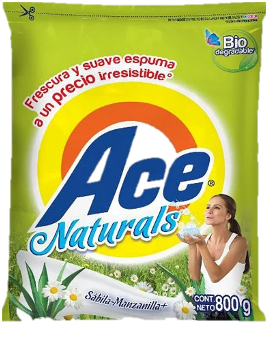 Bio
degradable*
Frescura y suave espuma
a un precio irresistible°
Ace®
Naturals
Sábila-Manzanilla+
CONT.
NETO 800 g